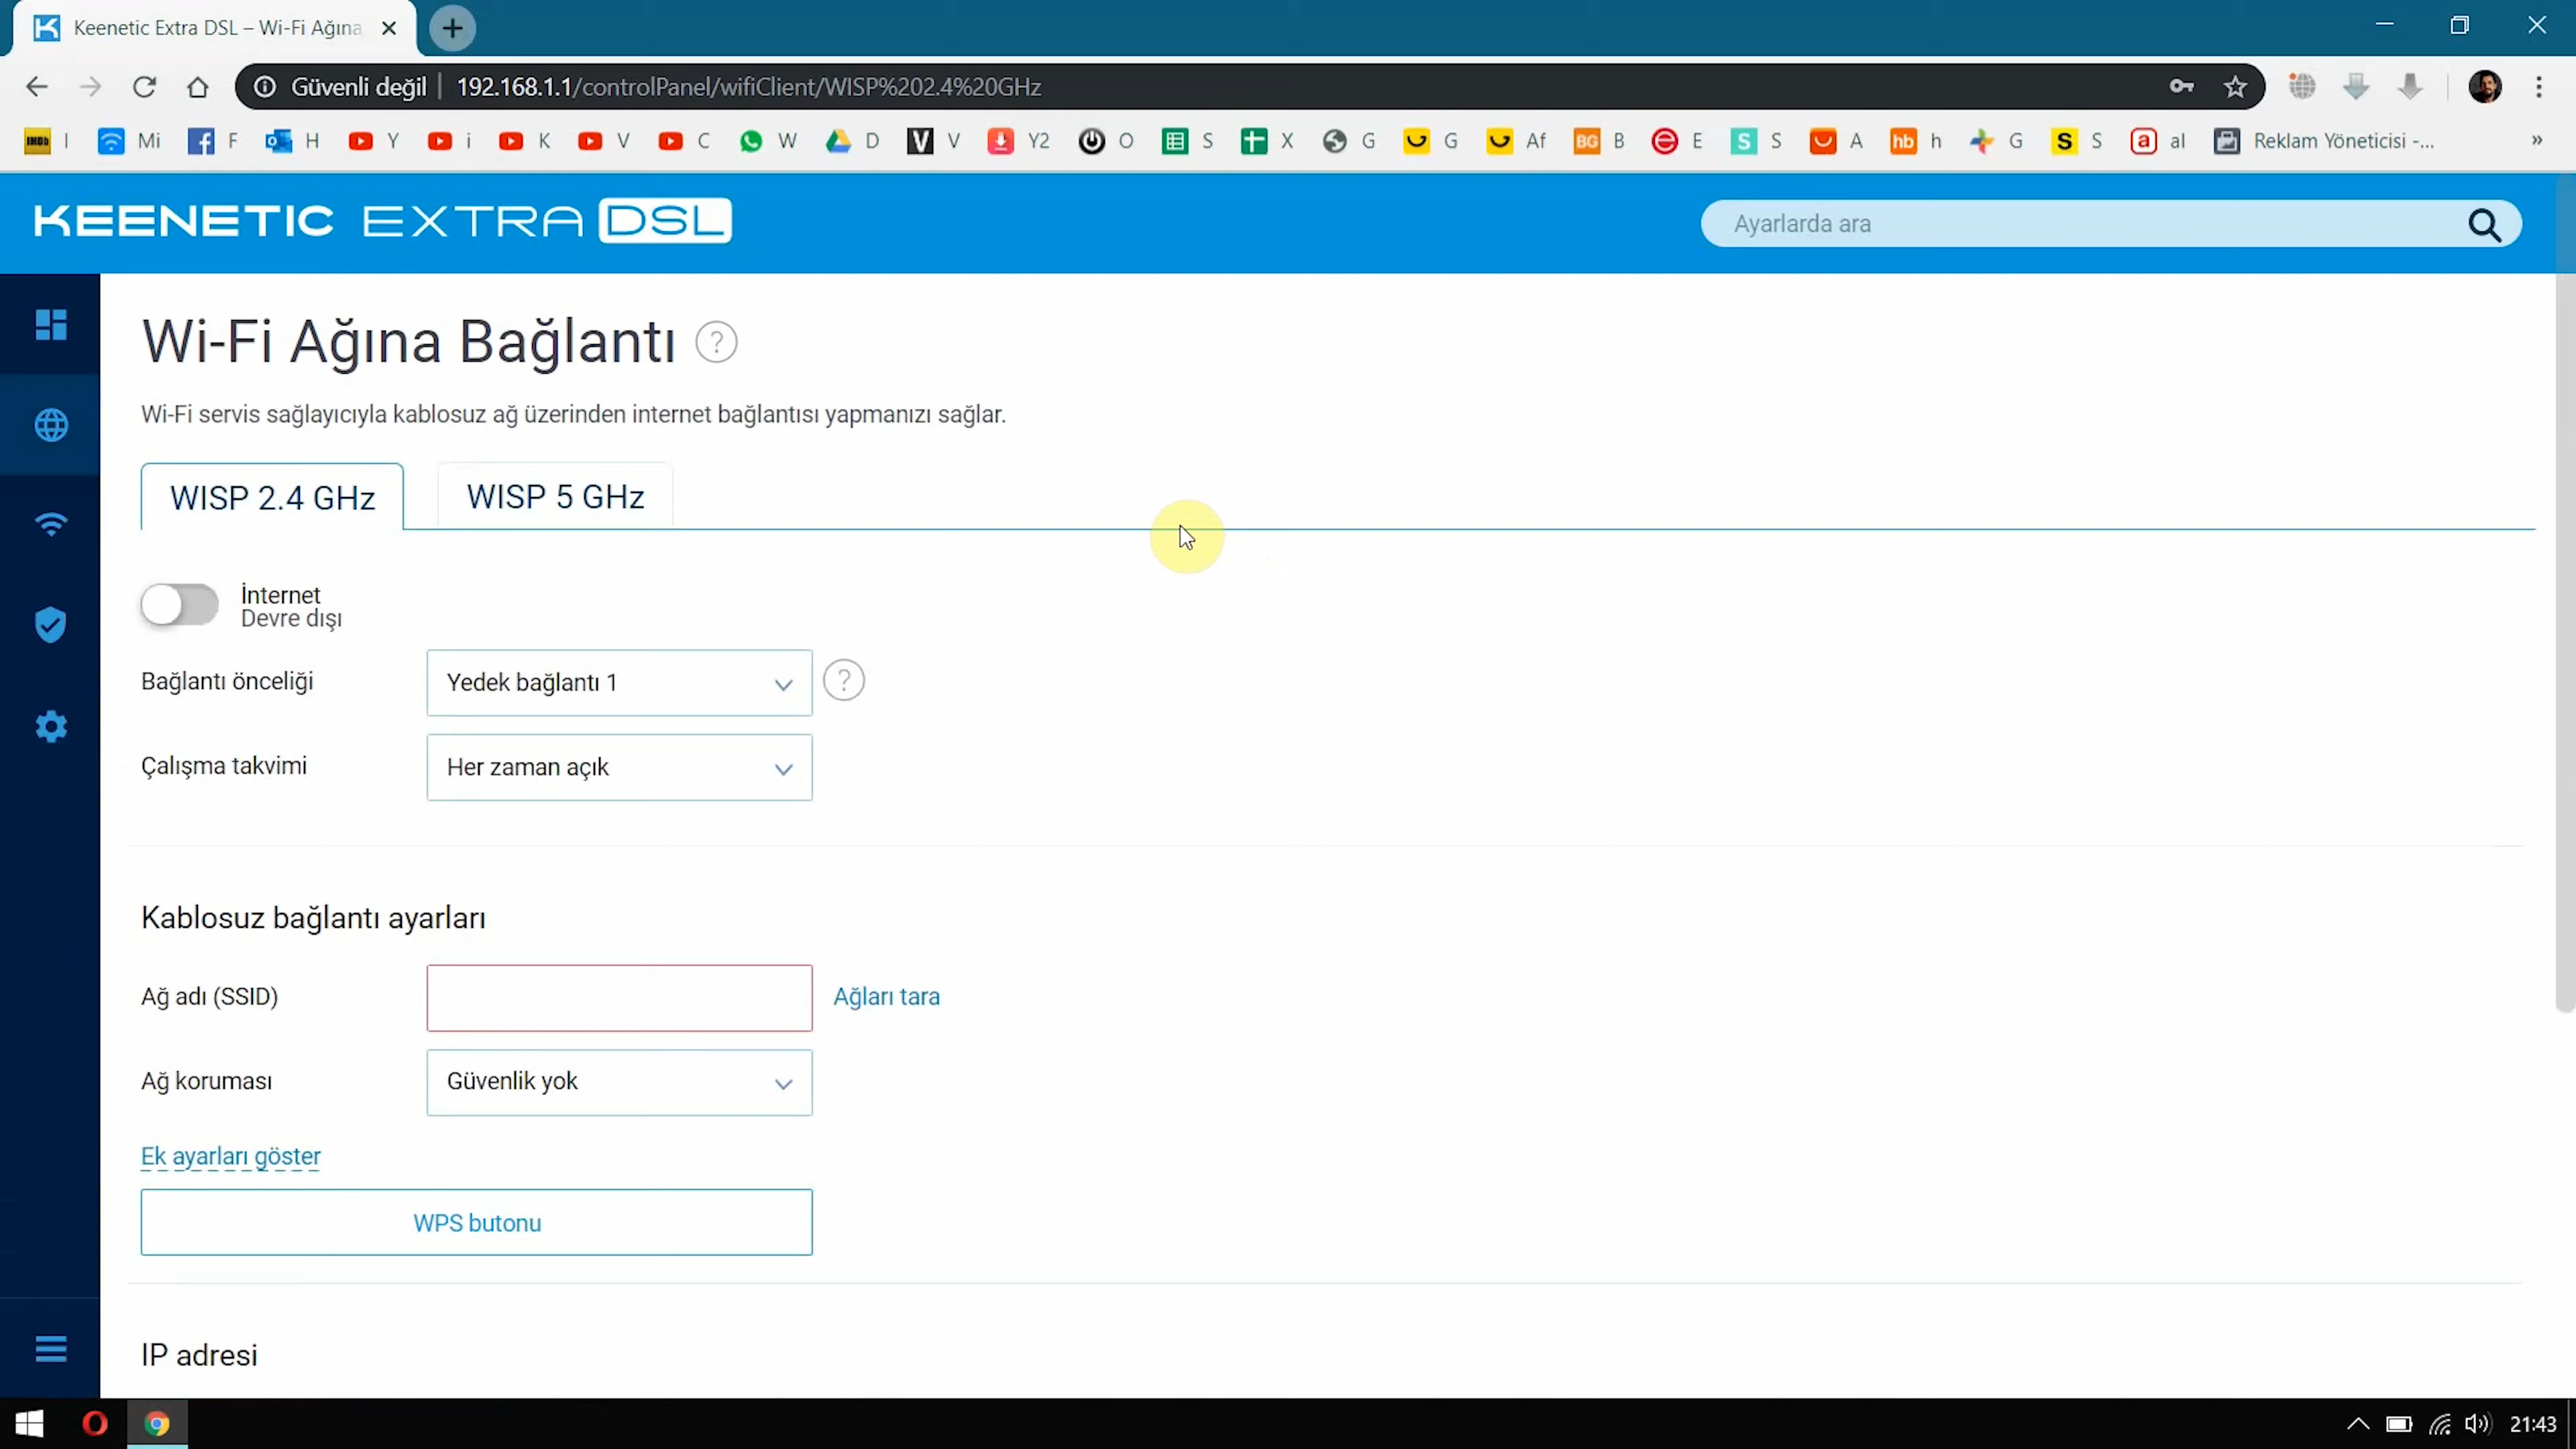 Keenetic Extra DSL – Wi-Fi Ağına
Güvenli değil 192.168.1.1/controlPanel/wifiClient/WISP%202.4%20GHz
IMDb I Mi F H Y i K V C W D V Y2 O S X G G Af BG B E S A hb h G S S a al Reklam Yöneticisi -... »
KEENETIC EXTRA DSL
Ayarlarda ara
Wi-Fi Ağına Bağlantı ?
Wi-Fi servis sağlayıcıyla kablosuz ağ üzerinden internet bağlantısı yapmanızı sağlar.
WISP 2.4 GHz WISP 5 GHz
İnternet
Devre dışı
Bağlantı önceliği Yedek bağlantı 1 ?
Çalışma takvimi Her zaman açık
Kablosuz bağlantı ayarları
Ağ adı (SSID) Ağları tara
Ağ koruması Güvenlik yok
Ek ayarları göster
WPS butonu
IP adresi
21:43